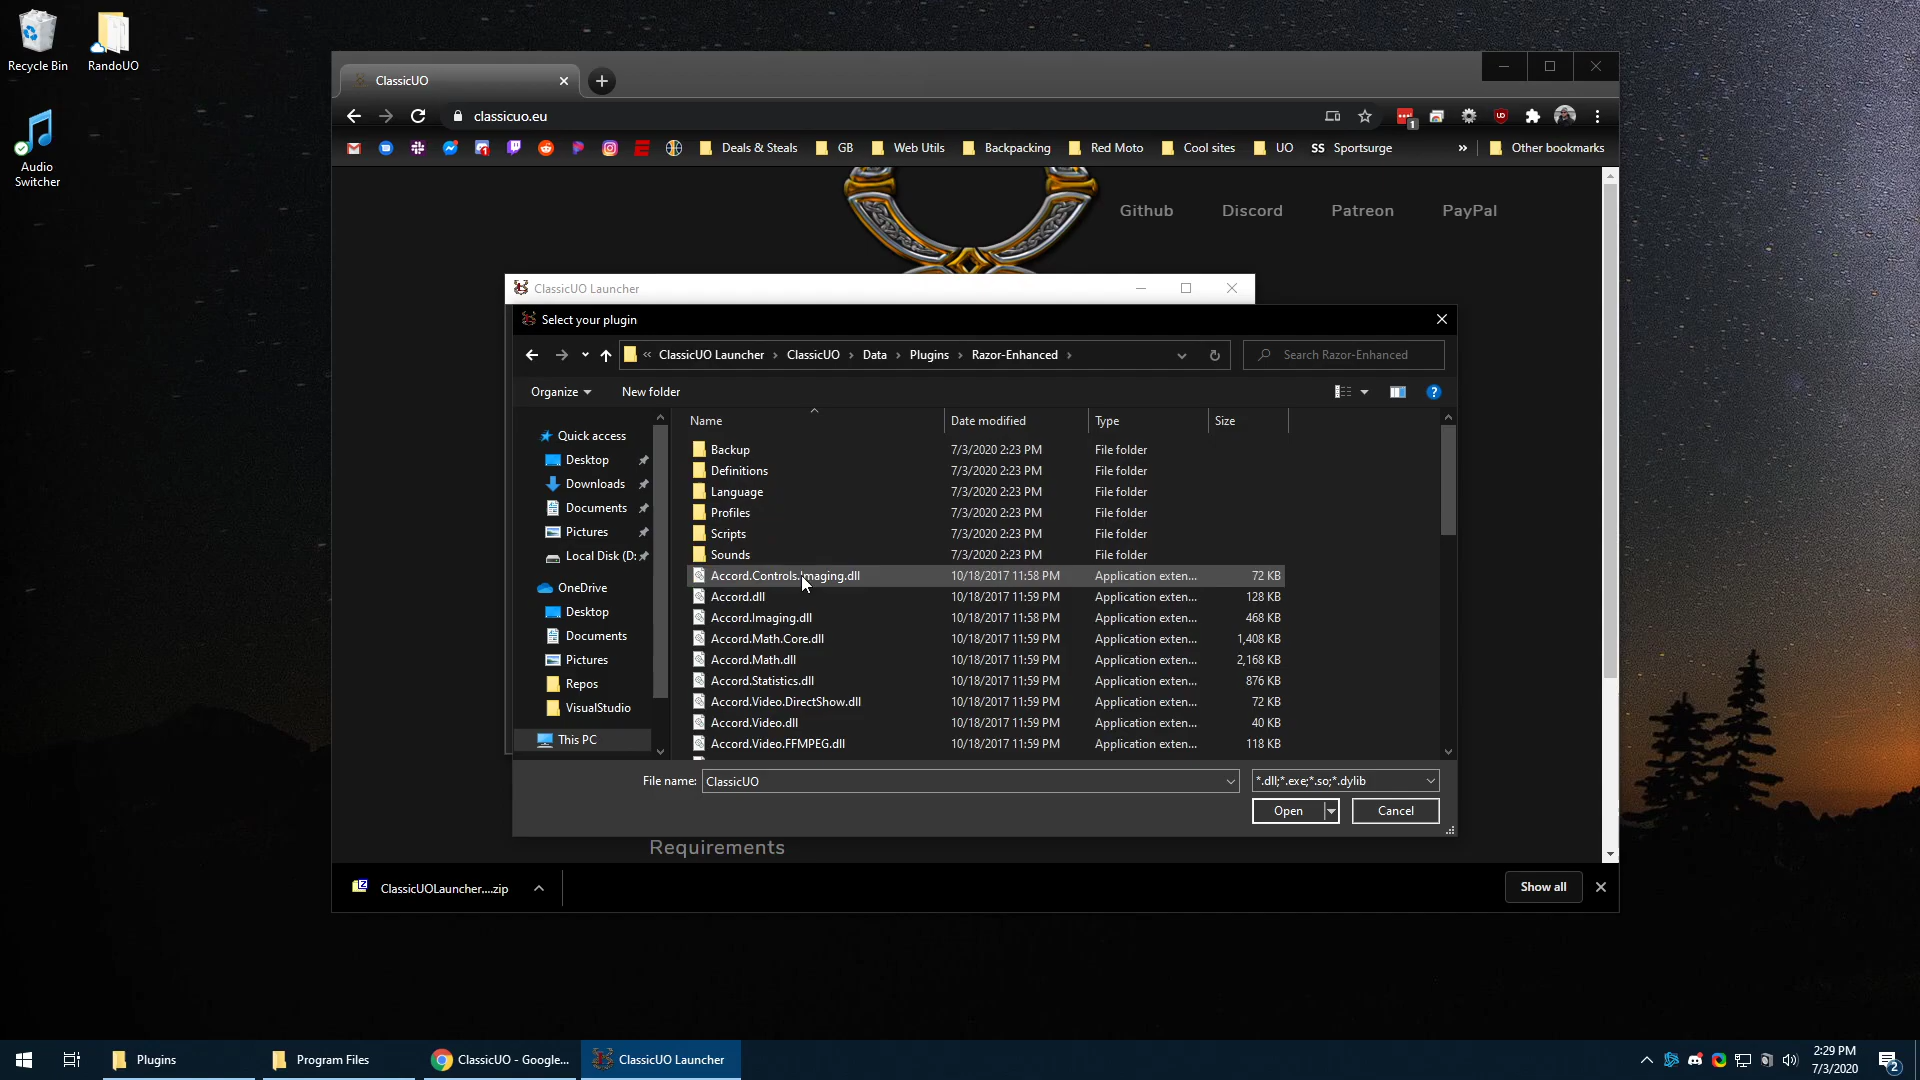 Recycle Bin
RandoUO
Audio
Switcher
ClassicUO
classicuo.eu
1
Deals & Steals
GB
Web Utils
Backpacking
Red Moto
Cool sites
UO
SS Sportsurge
»
Other bookmarks
Github
Discord
Patreon
PayPal
ClassicUO Launcher
Select your plugin
« ClassicUO Launcher › ClassicUO › Data › Plugins › Razor-Enhanced ›
Search Razor-Enhanced
Organize
New folder
Name
Date modified
Type
Size
Quick access
Desktop
Downloads
Documents
Pictures
Local Disk (D:
OneDrive
Desktop
Documents
Pictures
Repos
VisualStudio
This PC
Backup 7/3/2020 2:23 PM File folder
Definitions 7/3/2020 2:23 PM File folder
Language 7/3/2020 2:23 PM File folder
Profiles 7/3/2020 2:23 PM File folder
Scripts 7/3/2020 2:23 PM File folder
Sounds 7/3/2020 2:23 PM File folder
Accord.Controls.Imaging.dll 10/18/2017 11:58 PM Application exten... 72 KB
Accord.dll 10/18/2017 11:59 PM Application exten... 128 KB
Accord.Imaging.dll 10/18/2017 11:58 PM Application exten... 468 KB
Accord.Math.Core.dll 10/18/2017 11:59 PM Application exten... 1,408 KB
Accord.Math.dll 10/18/2017 11:59 PM Application exten... 2,168 KB
Accord.Statistics.dll 10/18/2017 11:59 PM Application exten... 876 KB
Accord.Video.DirectShow.dll 10/18/2017 11:59 PM Application exten... 72 KB
Accord.Video.dll 10/18/2017 11:59 PM Application exten... 40 KB
Accord.Video.FFMPEG.dll 10/18/2017 11:59 PM Application exten... 118 KB
File name: ClassicUO
*.dll;*.exe;*.so;*.dylib
Open
Cancel
Requirements
ClassicUOLauncher....zip
Show all
Plugins
Program Files
ClassicUO - Google...
ClassicUO Launcher
2:29 PM
7/3/2020
2